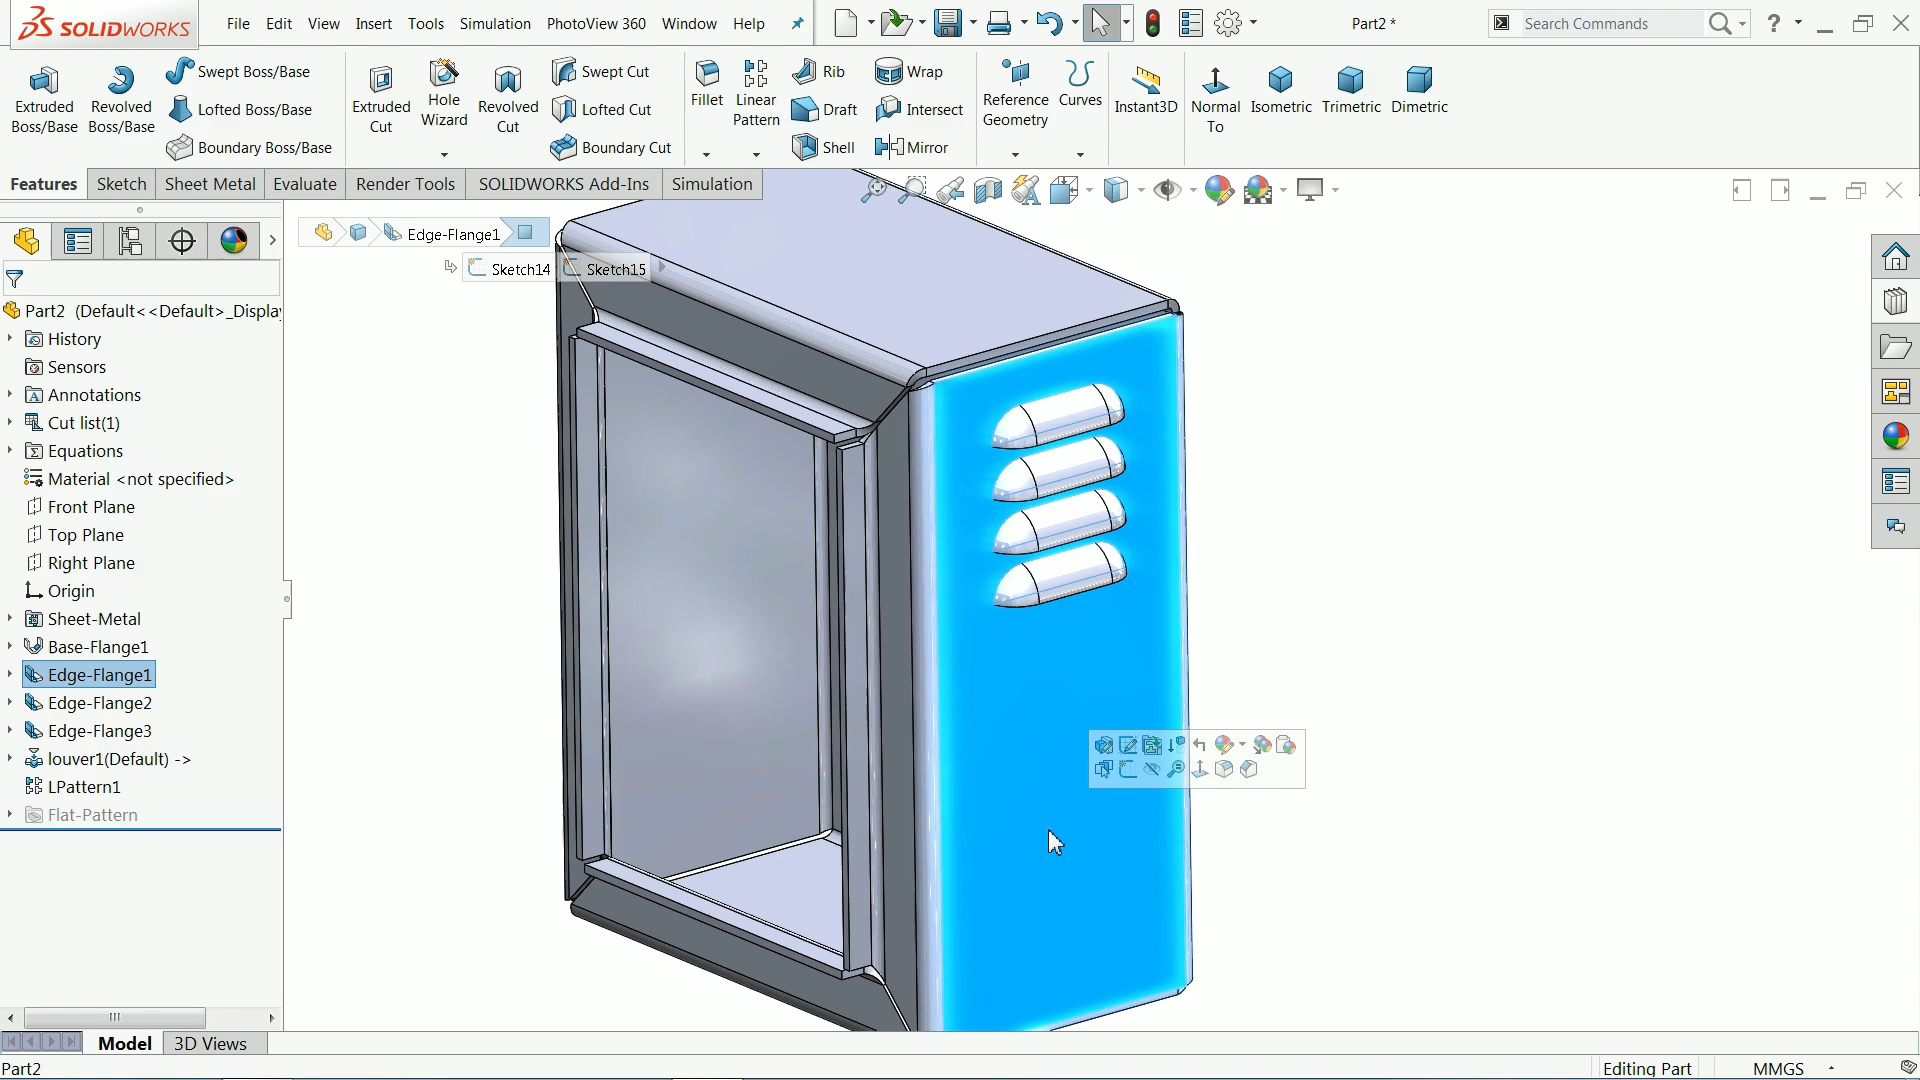 SOLIDWORKS File Edit View Insert Tools Simulation PhotoView 360 Window Help Part2 * Search Commands ?
Extruded Boss/Base
Revolved Boss/Base
Swept Boss/Base
Lofted Boss/Base
Boundary Boss/Base
Extruded Cut
Hole Wizard
Revolved Cut
Swept Cut
Lofted Cut
Boundary Cut
Fillet
Linear Pattern
Rib
Draft
Shell
Wrap
Intersect
Mirror
Reference Geometry
Curves
Instant3D
Normal To
Isometric
Trimetric
Dimetric
Features Sketch Sheet Metal Evaluate Render Tools SOLIDWORKS Add-Ins Simulation
Edge-Flange1
Sketch14 Sketch15
Part2 (Default<<Default>_Displa
History
Sensors
Annotations
Cut list(1)
Equations
Material <not specified>
Front Plane
Top Plane
Right Plane
Origin
Sheet-Metal
Base-Flange1
Edge-Flange1
Edge-Flange2
Edge-Flange3
louver1(Default) ->
LPattern1
Flat-Pattern
Model 3D Views
Part2 Editing Part MMGS